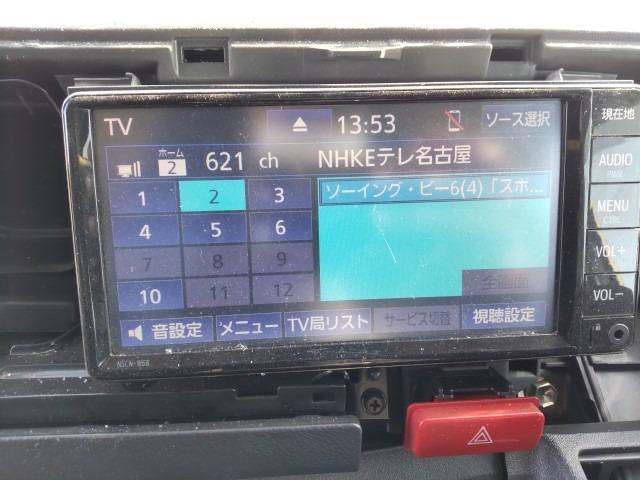 TV
13:53
ソース選択
現在地
ホーム
2
621 ch
NHKEテレ名古屋
AUDIO
PWR
1
2
3
ソーイング・ビー6(4)「スポ...
MENU
CTRL
4
5
6
VOL+
7
8
9
全画面
10
11
12
VOL-
音設定
メニュー
TV局リスト
サービス切替
視聴設定
NSCN-W68